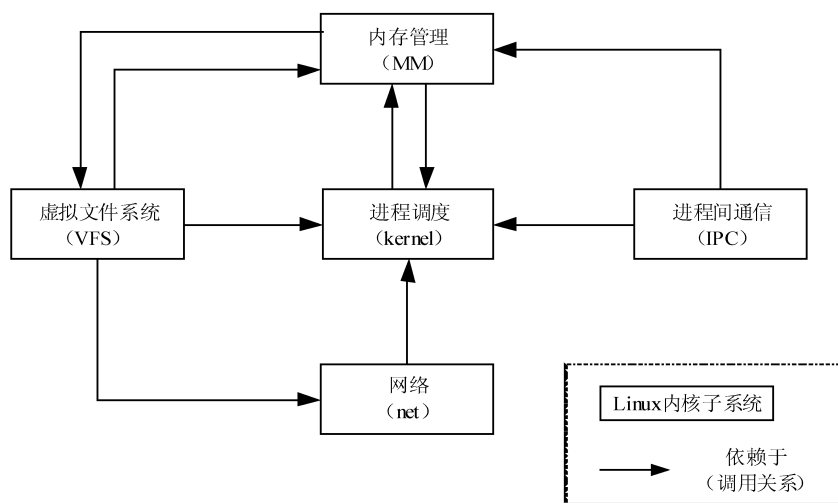 内存管理
（MM）
虚拟文件系统
（VFS）
进程调度
（kernel）
进程间通信
（IPC）
网络
（net）
Linux内核子系统
依赖于
（调用关系）